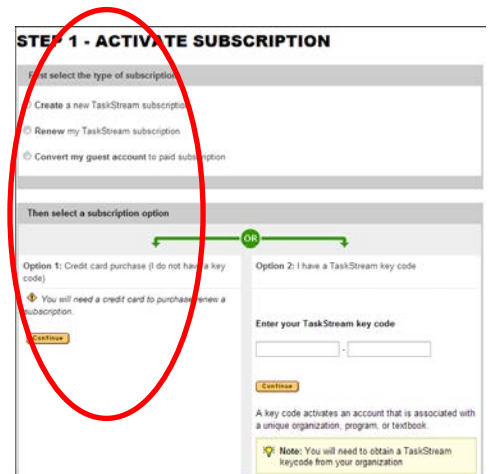 STEP 1 - ACTIVATE SUBSCRIPTION
First select the type of subscription
Create a new TaskStream subscription
Renew my TaskStream subscription
Convert my guest account to paid subscription
Then select a subscription option
OR
Option 1: Credit card purchase (I do not have a key
code)
You will need a credit card to purchase/renew a
subscription.
Continue
Option 2: I have a TaskStream key code
Enter your TaskStream key code
-
Continue
A key code activates an account that is associated with
a unique organization, program, or textbook.
Note: You will need to obtain a TaskStream
keycode from your organization